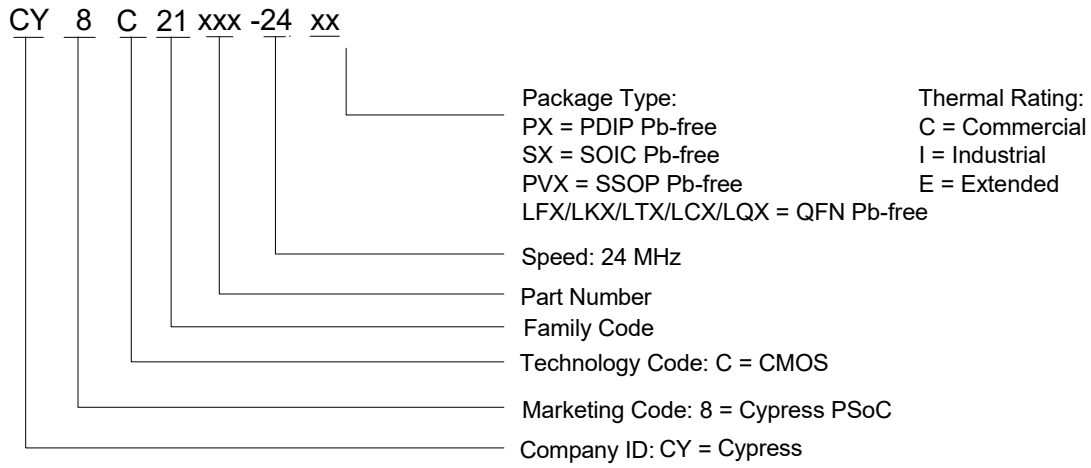 CY 8 C 21 xxx -24 xx
Package Type: Thermal Rating:
PX = PDIP Pb-free C = Commercial
SX = SOIC Pb-free I = Industrial
PVX = SSOP Pb-free E = Extended
LFX/LKX/LTX/LCX/LQX = QFN Pb-free
Speed: 24 MHz
Part Number
Family Code
Technology Code: C = CMOS
Marketing Code: 8 = Cypress PSoC
Company ID: CY = Cypress